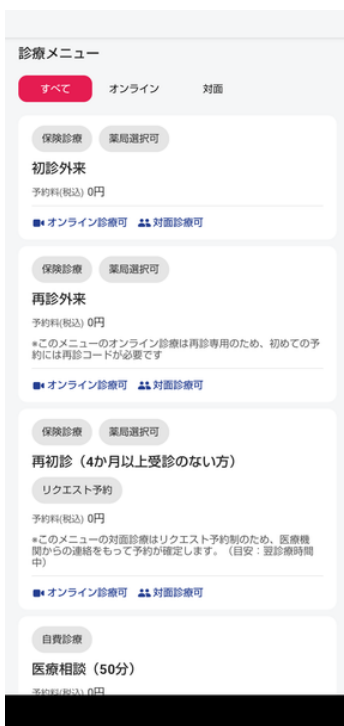 診療メニュー
すべて オンライン 対面
保険診療 薬局選択可
初診外来
予約料(税込) 0円
オンライン診療可 対面診療可
保険診療 薬局選択可
再診外来
予約料(税込) 0円
*このメニューのオンライン診療は再診専用のため、初めての予
約には再診コードが必要です
オンライン診療可 対面診療可
保険診療 薬局選択可
再初診（4か月以上受診のない方）
リクエスト予約
予約料(税込) 0円
*このメニューの対面診療はリクエスト予約制のため、医療機
関からの連絡をもって予約が確定します。（目安：翌診療時間
中）
オンライン診療可 対面診療可
自費診療
医療相談（50分）
予約料(税込) 0円